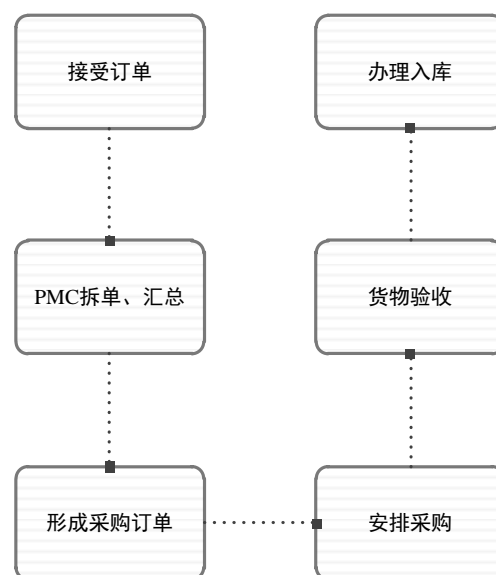 接受订单
办理入库
PMC拆单、汇总
货物验收
形成采购订单
安排采购